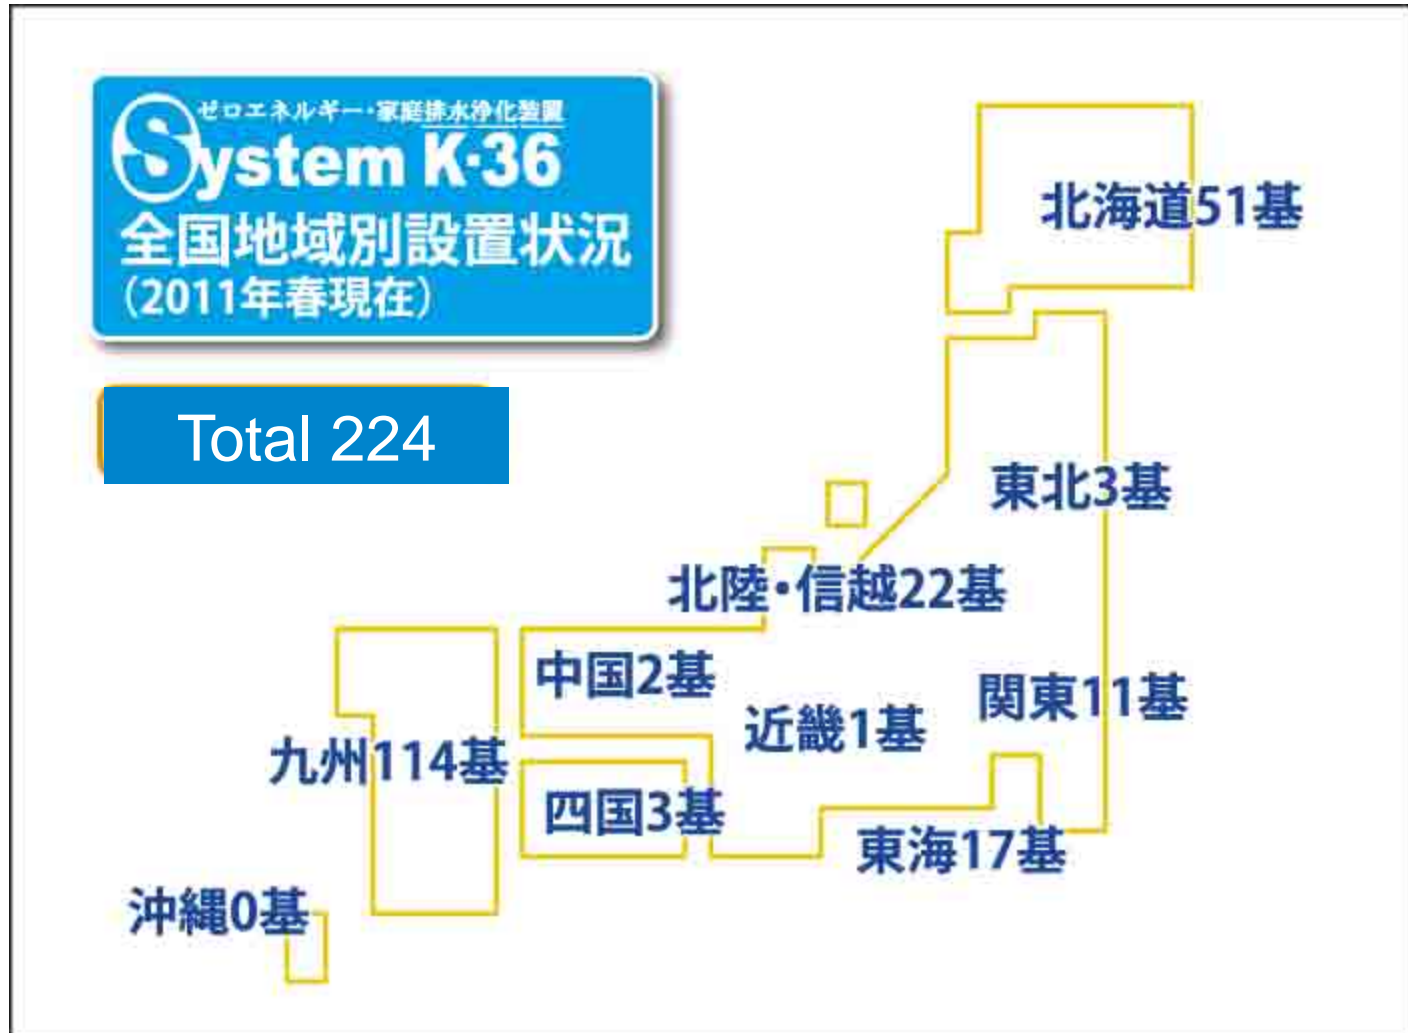 ゼロエネルギー・家庭排水浄化装置
System K・36
全国地域別設置状況
（2011年春現在）
Total 224
北海道51基
東北3基
北陸・信越22基
中国2基
関東11基
近畿1基
九州114基
四国3基
東海17基
沖縄0基